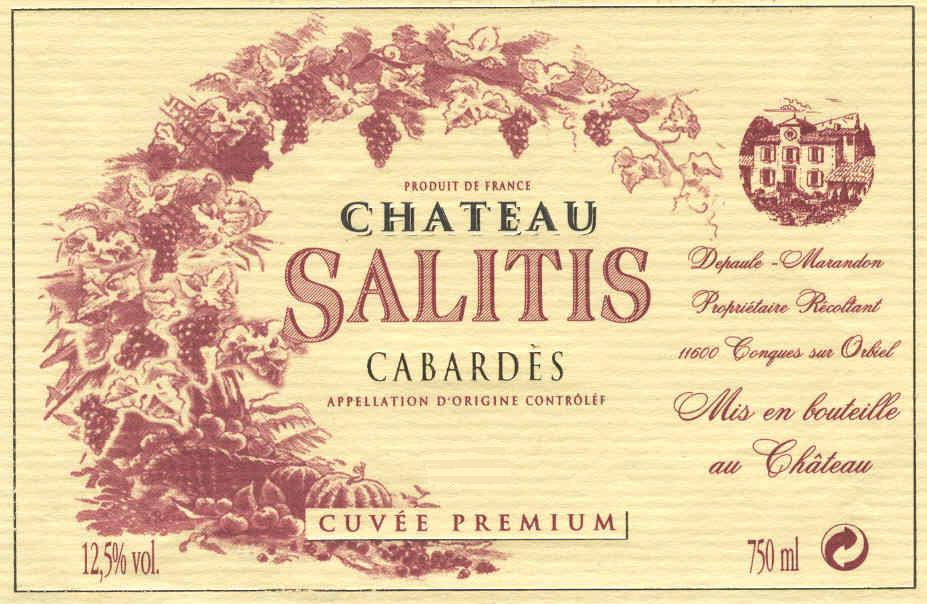 PRODUIT DE FRANCE
CHATEAU
SALITIS
CABARDÈS
APPELLATION D'ORIGINE CONTRÔLÉE
CUVÉE PREMIUM
12,5% vol.
Depaule - Marandon
Propriétaire Récoltant
11600 Conques sur Orbiel
Mis en bouteille
au Château
750 ml